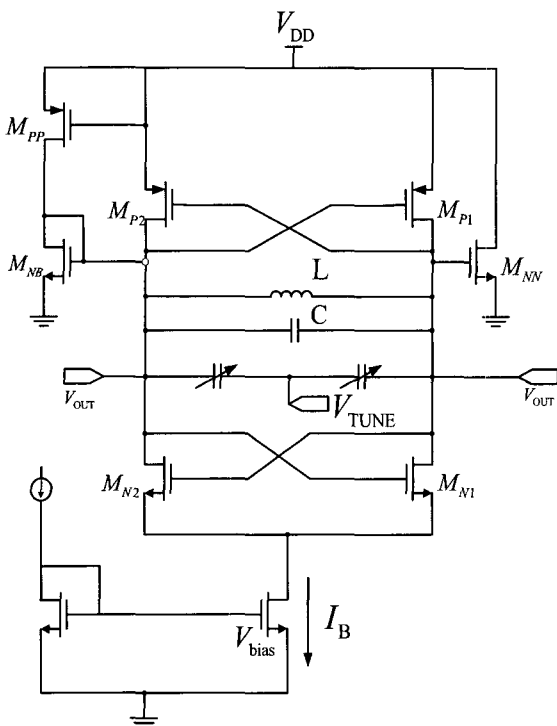 V_DD
M_PP
M_P2
M_P1
M_NB
M_NN
L
C
V_OUT
V_TUNE
V_OUT
M_N2
M_N1
V_bias
I_B